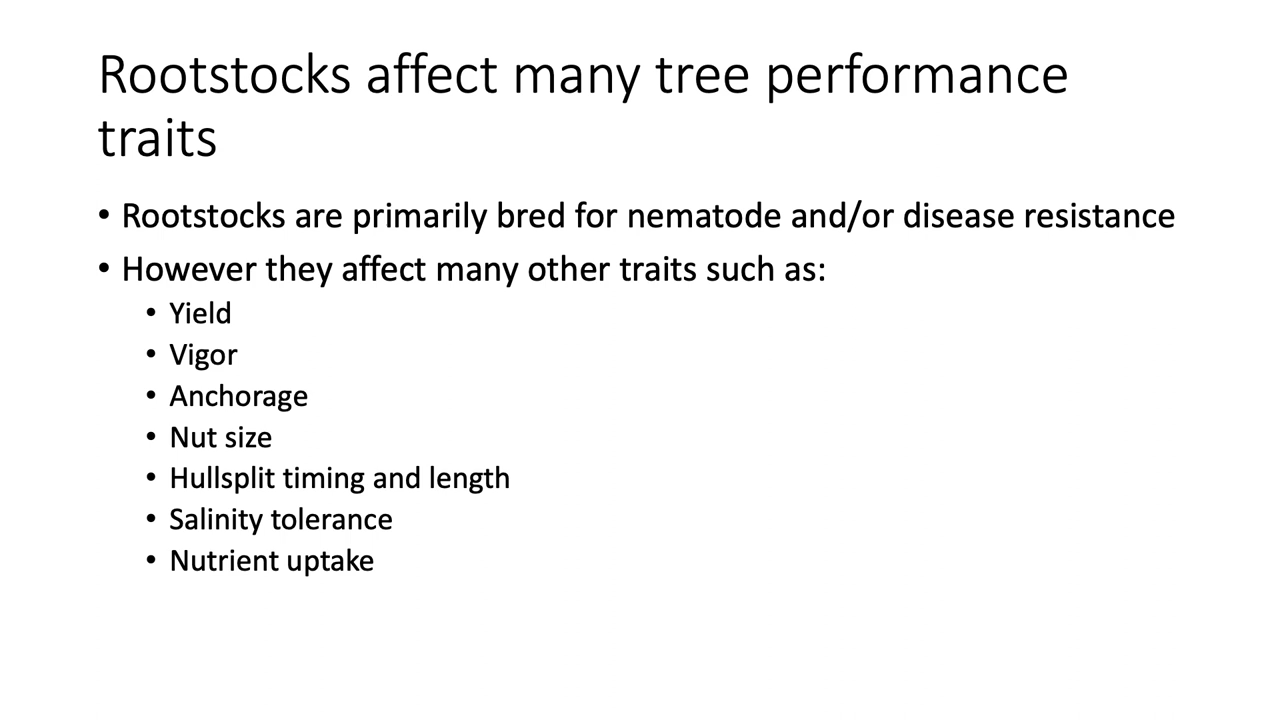 Rootstocks affect many tree performance
traits
• Rootstocks are primarily bred for nematode and/or disease resistance
• However they affect many other traits such as:
• Yield
• Vigor
• Anchorage
• Nut size
• Hullsplit timing and length
• Salinity tolerance
• Nutrient uptake